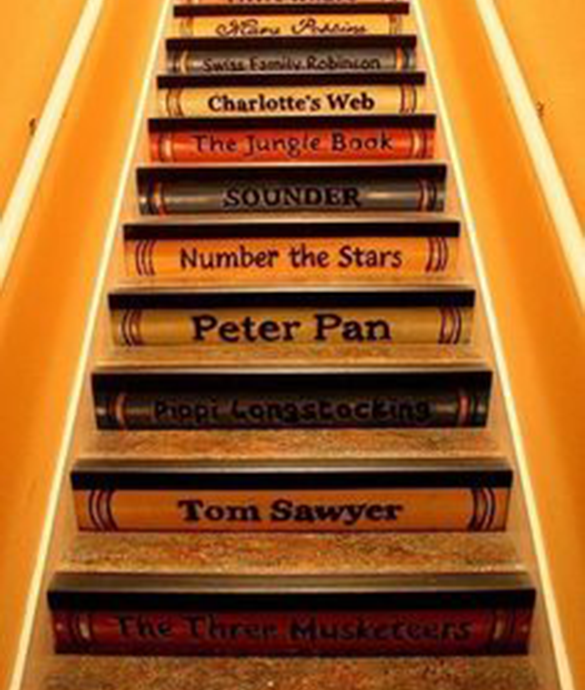 Mary Poppins
Swiss Family Robinson
Charlotte's Web
The Jungle Book
SOUNDER
Number the Stars
Peter Pan
Pippi Longstocking
Tom Sawyer
The Three Musketeers